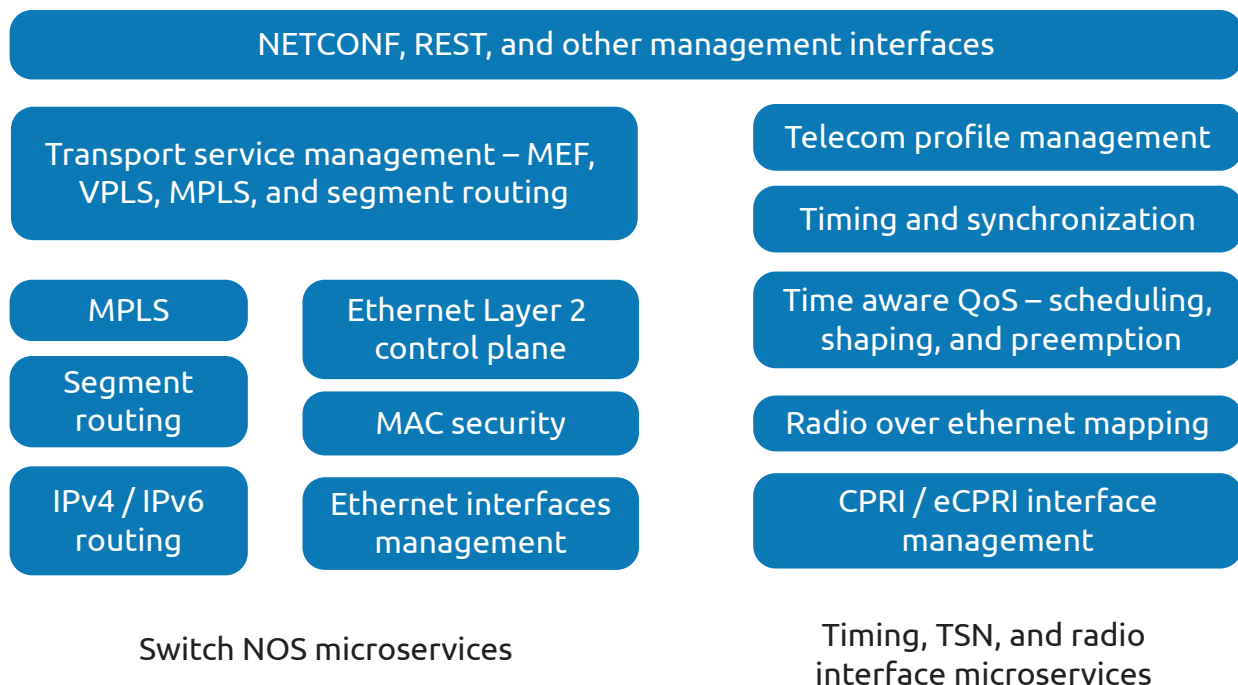 NETCONF, REST, and other management interfaces
Transport service management – MEF,
VPLS, MPLS, and segment routing
MPLS
Segment
routing
IPv4 / IPv6
routing
Ethernet Layer 2
control plane
MAC security
Ethernet interfaces
management
Switch NOS microservices
Telecom profile management
Timing and synchronization
Time aware QoS – scheduling,
shaping, and preemption
Radio over ethernet mapping
CPRI / eCPRI interface
management
Timing, TSN, and radio
interface microservices